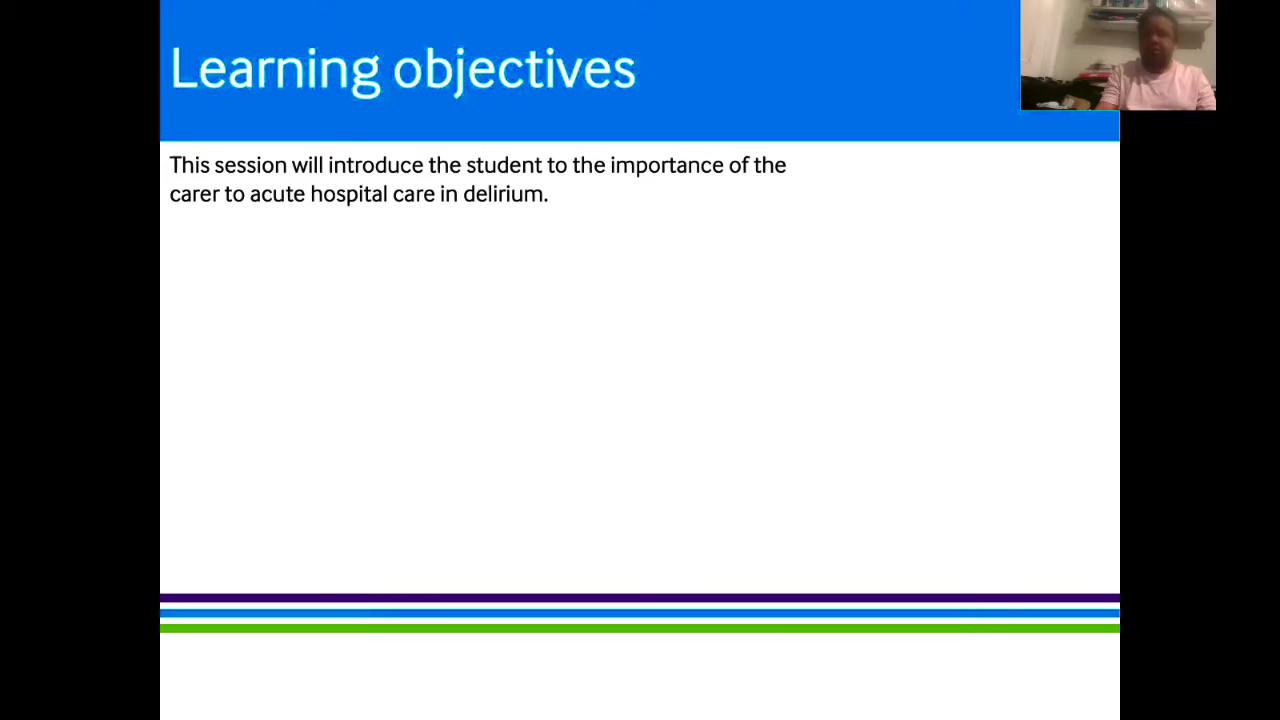 Learning objectives
This session will introduce the student to the importance of the
carer to acute hospital care in delirium.